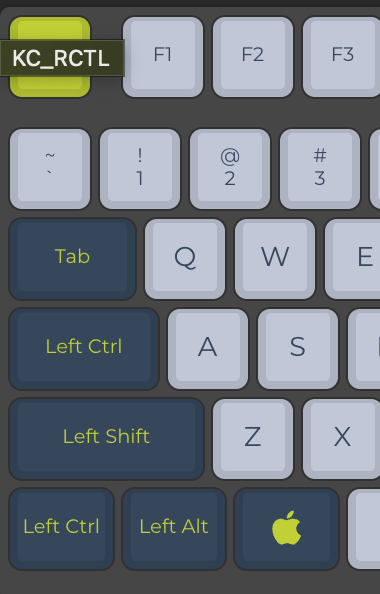 KC_RCTL
F1
F2
F3
~
`
!
1
@
2
#
3
Tab
Q
W
E
Left Ctrl
A
S
Left Shift
Z
X
Left Ctrl
Left Alt